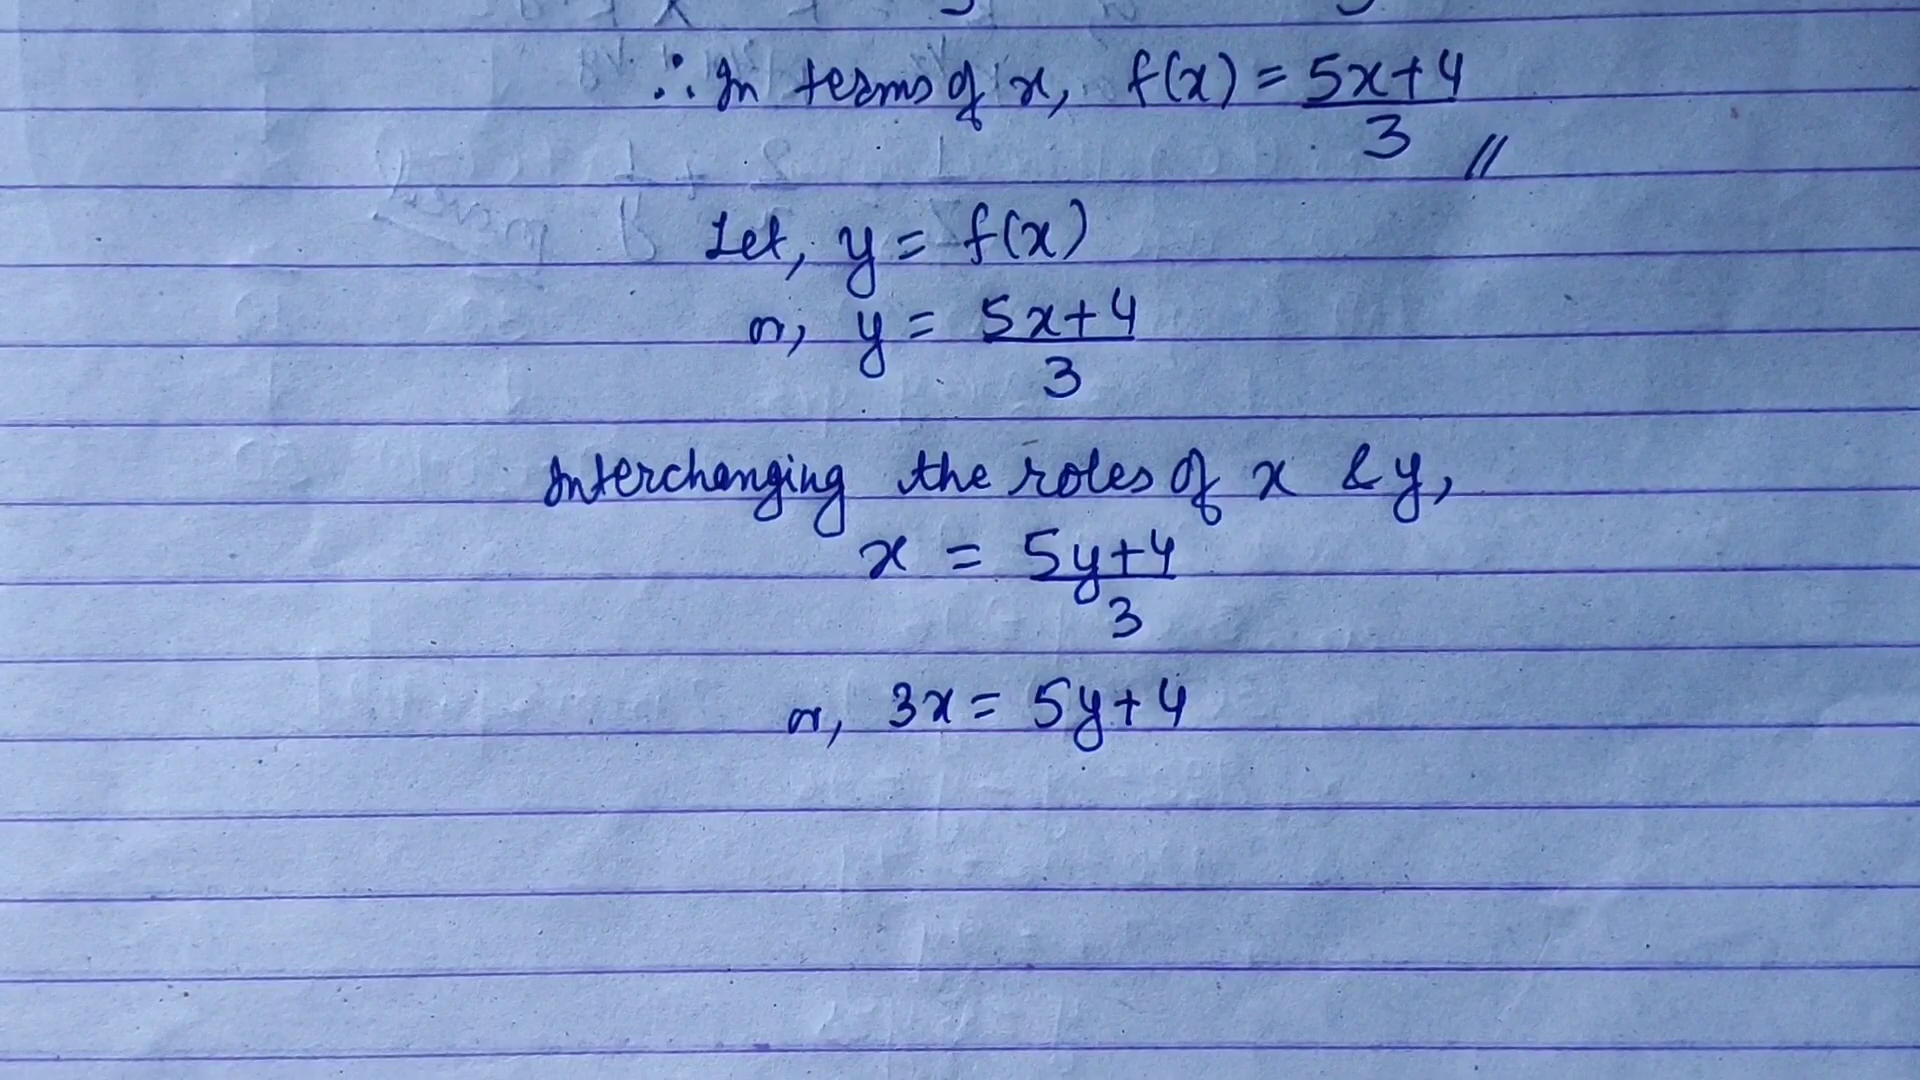 ∴ In terms of x, f(x) = 5x+4/3 //
Let, y = f(x)
or, y = 5x+4/3
Interchanging the roles of x & y,
x = 5y+4/3
or, 3x = 5y+4